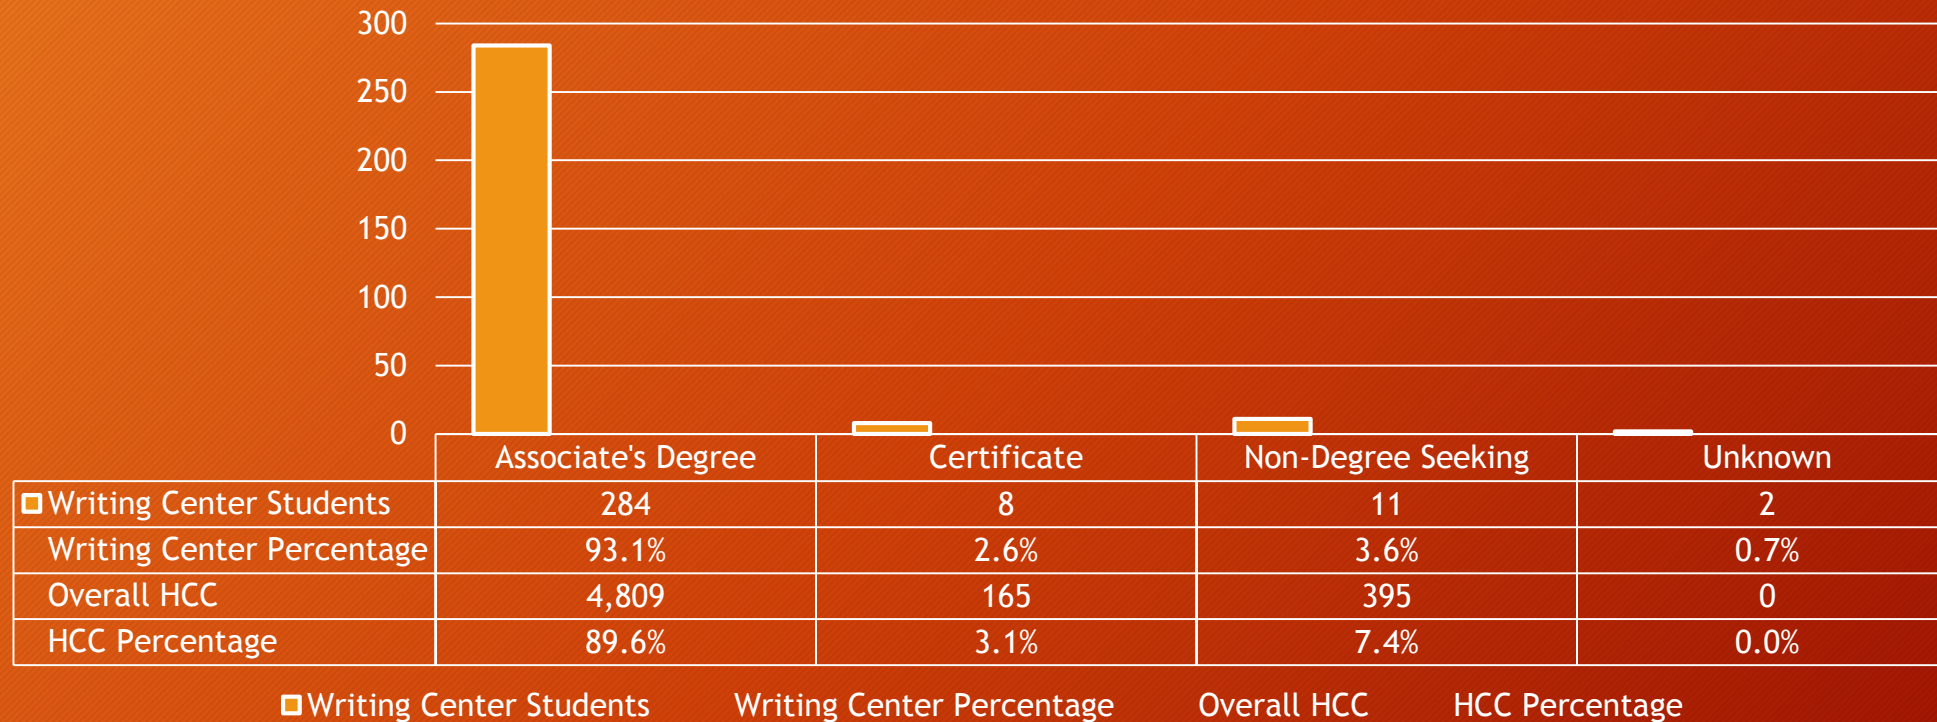 300
250
200
150
100
50
0
Associate's Degree Certificate Non-Degree Seeking Unknown
Writing Center Students 284 8 11 2
Writing Center Percentage 93.1% 2.6% 3.6% 0.7%
Overall HCC 4,809 165 395 0
HCC Percentage 89.6% 3.1% 7.4% 0.0%
Writing Center Students Writing Center Percentage Overall HCC HCC Percentage